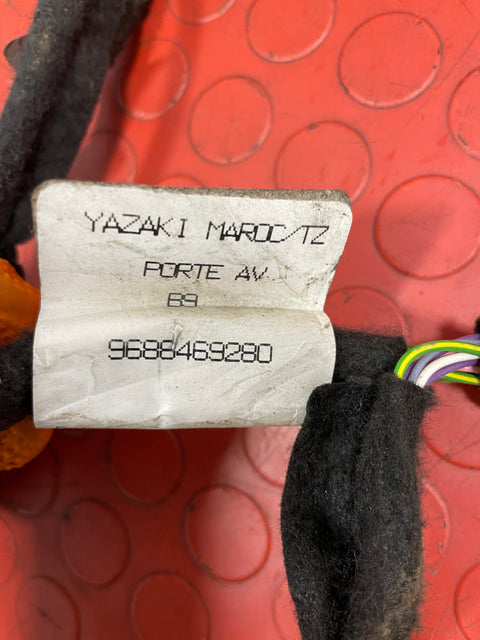 YAZAKI MAROC/TZ
PORTE AV
B9
9688469280